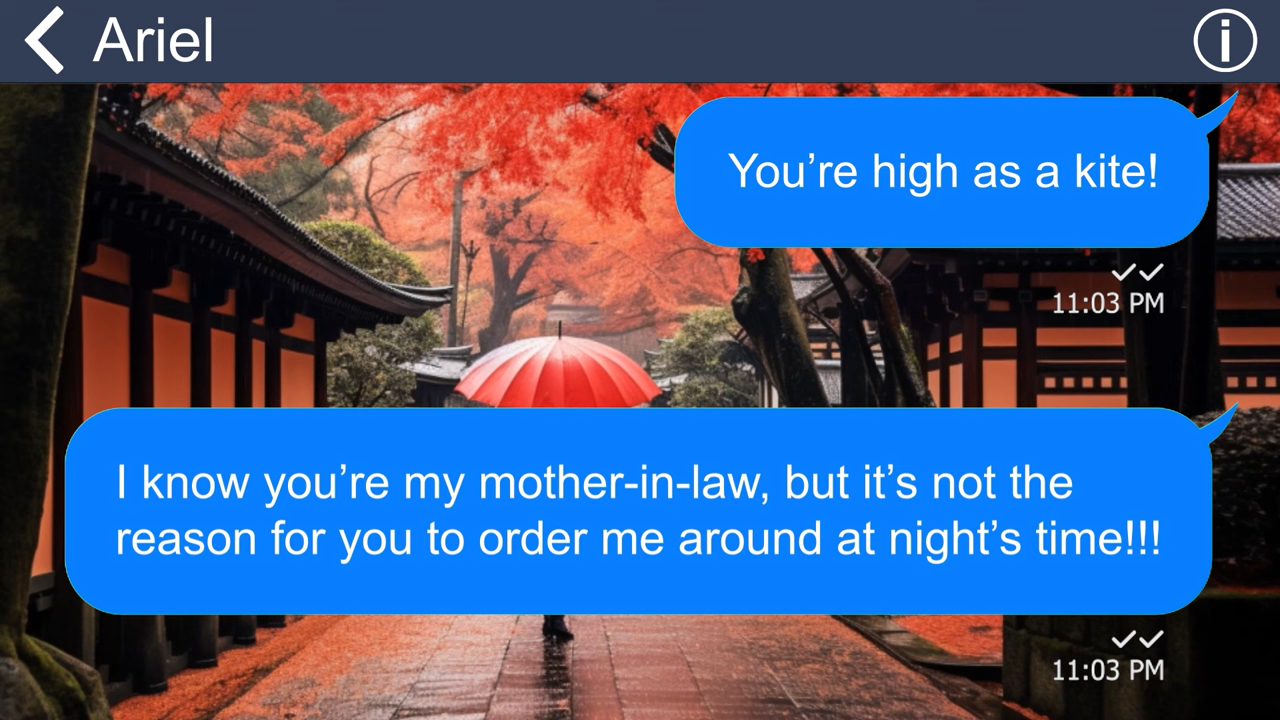 Ariel
You’re high as a kite!
11:03 PM
I know you’re my mother-in-law, but it’s not the
reason for you to order me around at night’s time!!!
11:03 PM